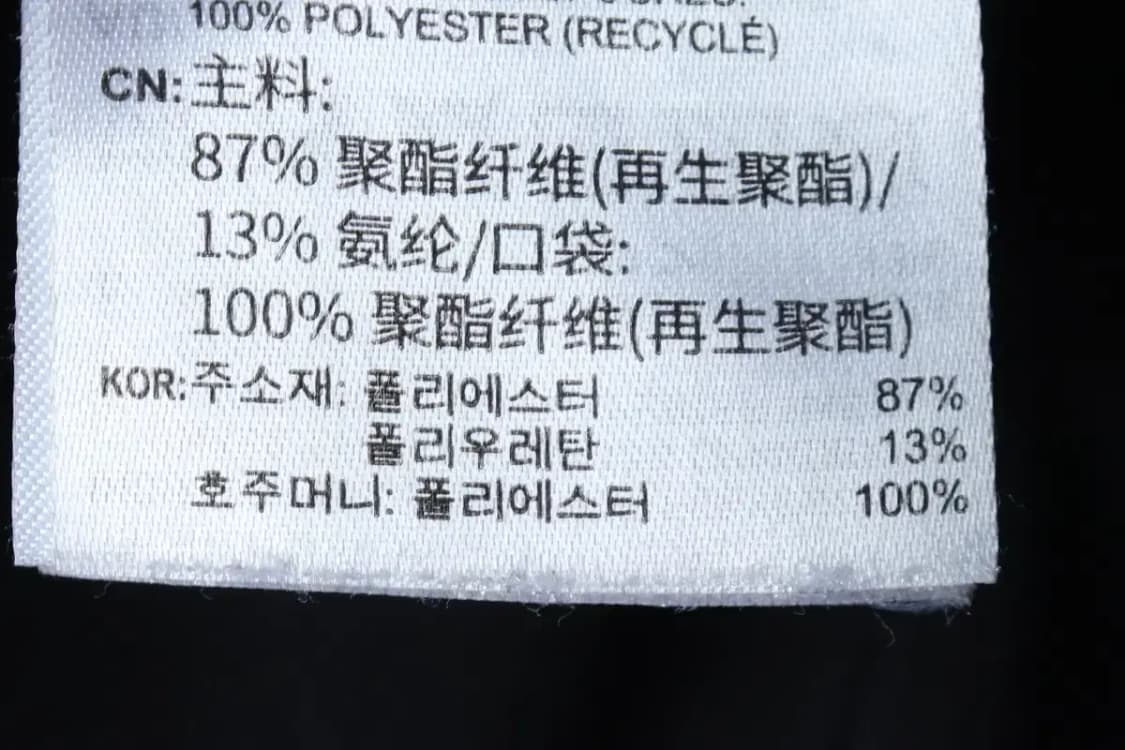 100% POLYESTER (RECYCLÉ)
CN: 主料:
87% 聚酯纤维(再生聚酯)/
13% 氨纶/口袋:
100% 聚酯纤维(再生聚酯)
KOR: 주소재: 폴리에스터 87%
폴리우레탄 13%
호주머니: 폴리에스터 100%